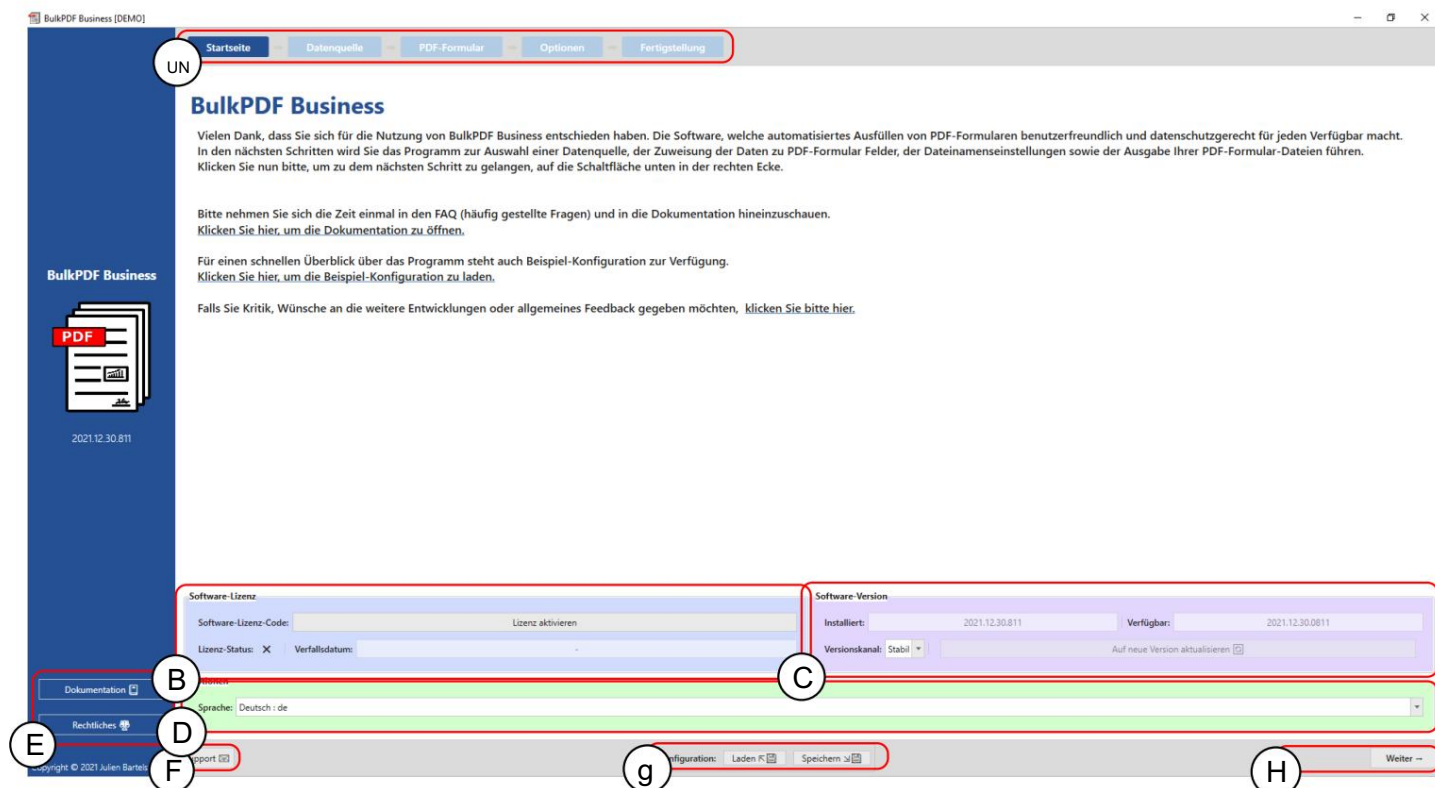 BulkPDF Business [DEMO]
Startseite
Datenquelle
PDF-Formular
Optionen
Fertigstellung
UN
BulkPDF Business
Vielen Dank, dass Sie sich für die Nutzung von BulkPDF Business entschieden haben. Die Software, welche automatisiertes Ausfüllen von PDF-Formularen benutzerfreundlich und datenschutzgerecht für jeden Verfügbar macht.
In den nächsten Schritten wird Sie das Programm zur Auswahl einer Datenquelle, der Zuweisung der Daten zu PDF-Formular Felder, der Dateinamenseinstellungen sowie der Ausgabe Ihrer PDF-Formular-Dateien führen.
Klicken Sie nun bitte, um zu dem nächsten Schritt zu gelangen, auf die Schaltfläche unten in der rechten Ecke.
Bitte nehmen Sie sich die Zeit einmal in den FAQ (häufig gestellte Fragen) und in die Dokumentation hineinzuschauen.
Klicken Sie hier, um die Dokumentation zu öffnen.
Für einen schnellen Überblick über das Programm steht auch Beispiel-Konfiguration zur Verfügung.
Klicken Sie hier, um die Beispiel-Konfiguration zu laden.
Falls Sie Kritik, Wünsche an die weitere Entwicklungen oder allgemeines Feedback gegeben möchten, klicken Sie bitte hier.
BulkPDF Business
PDF
2021.12.30.811
Software-Lizenz
Software-Lizenz-Code: Lizenz aktivieren
Lizenz-Status: X Verfallsdatum: -
B
Software-Version
Installiert: 2021.12.30.811 Verfügbar: 2021.12.30.0811
Versionskanal: Stabil Auf neue Version aktualisieren
C
tionen
Sprache: Deutsch : de
D
Dokumentation
Rechtliches
E
Copyright © 2021 Julien Bartels
F
pport
g
nfiguration: Laden Speichern
H
Weiter →